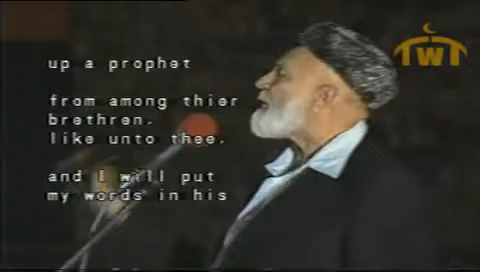 up a prophet
from among thier
brethren.
like unto thee.
and I will put
my words in his
TWT